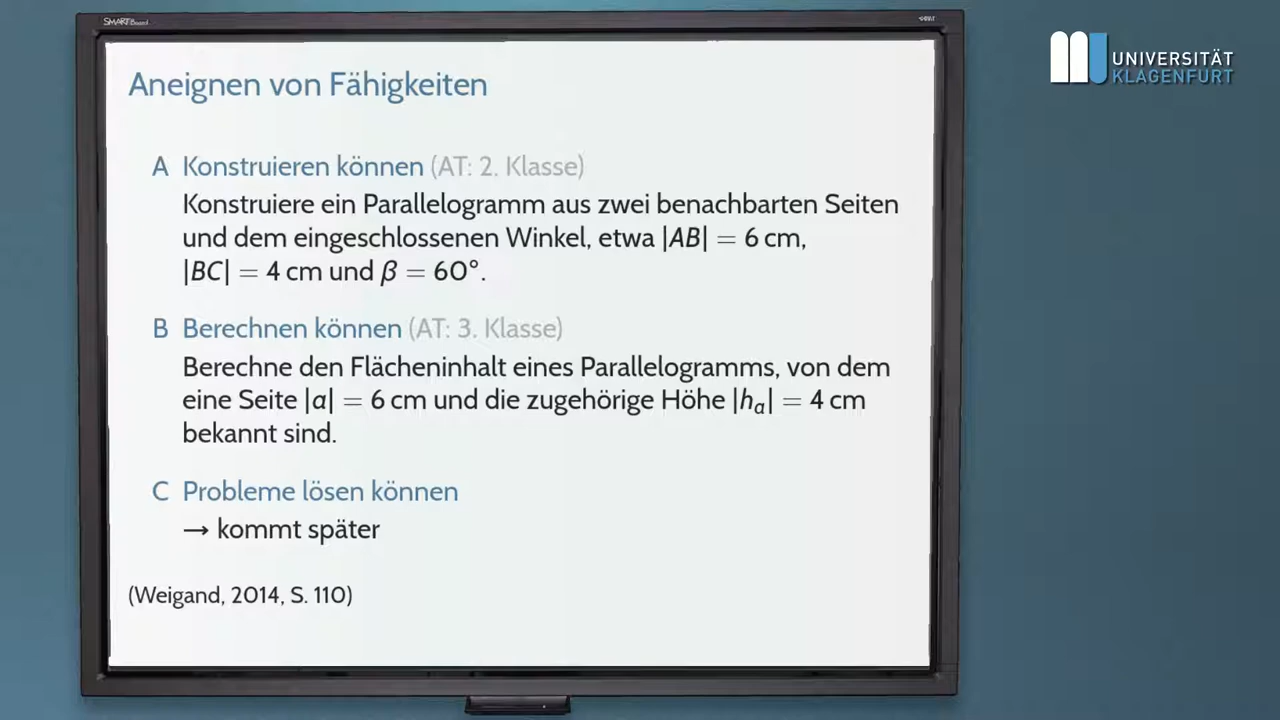 SMART Board
UNIVERSITÄT
KLAGENFURT
Aneignen von Fähigkeiten
A Konstruieren können (AT: 2. Klasse)
Konstruiere ein Parallelogramm aus zwei benachbarten Seiten
und dem eingeschlossenen Winkel, etwa |AB| = 6 cm,
|BC| = 4 cm und β = 60°.
B Berechnen können (AT: 3. Klasse)
Berechne den Flächeninhalt eines Parallelogramms, von dem
eine Seite |a| = 6 cm und die zugehörige Höhe |hₐ| = 4 cm
bekannt sind.
C Probleme lösen können
→ kommt später
(Weigand, 2014, S. 110)